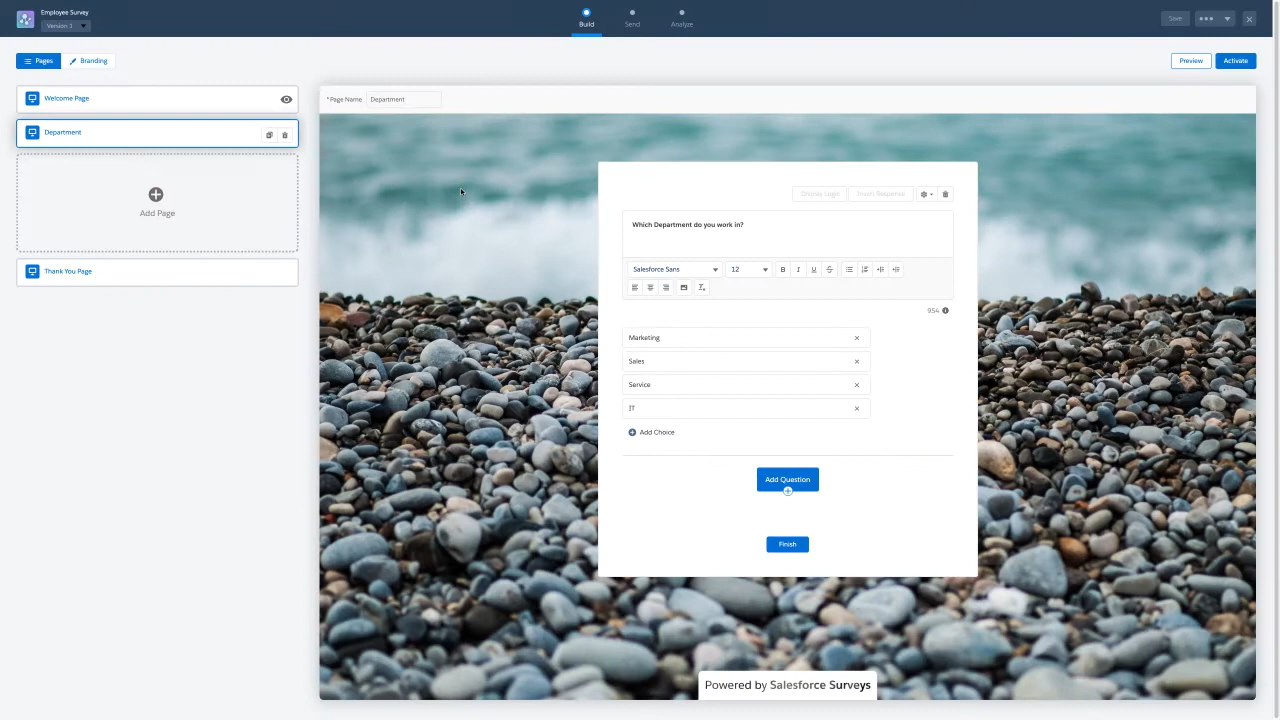 Employee Survey
Version 3
Build
Send
Analyze
Save
Pages
Branding
Preview
Activate
Welcome Page
Department
Add Page
Thank You Page
*Page Name
Department
Display Logic
Insert Response
Which Department do you work in?
Salesforce Sans
12
B
I
U
S
954
Marketing
Sales
Service
IT
Add Choice
Add Question
Finish
Powered by Salesforce Surveys